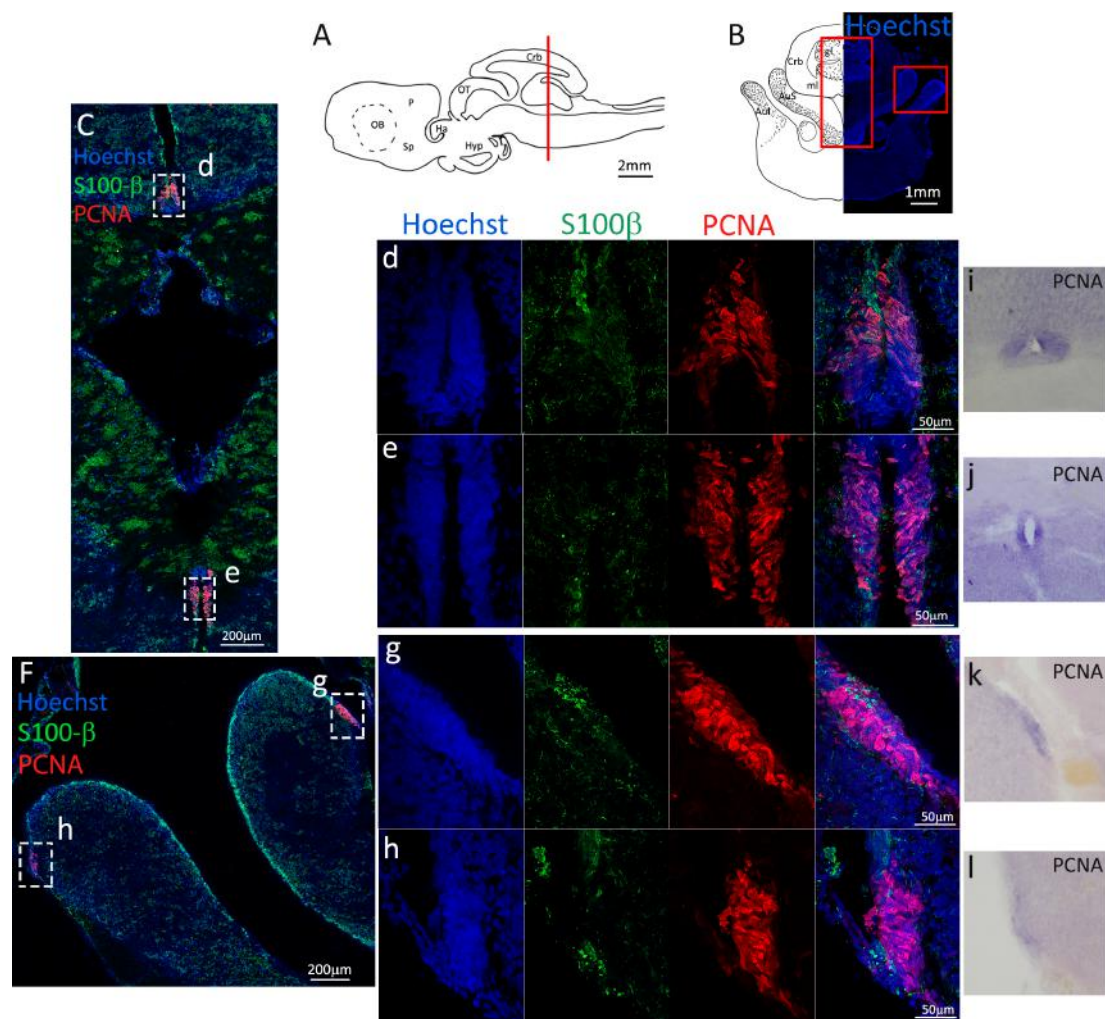 A
Crb
P
OT
OB
Ha
Sp
Hyp
2mm
B
Hoechst
gl
Crb
ml
AuS
AuI
1mm
C
Hoechst
S100-β
PCNA
d
e
200μm
Hoechst
S100β
PCNA
d
50μm
e
50μm
i
PCNA
j
PCNA
F
Hoechst
S100-β
PCNA
g
h
200μm
g
50μm
h
50μm
k
PCNA
l
PCNA